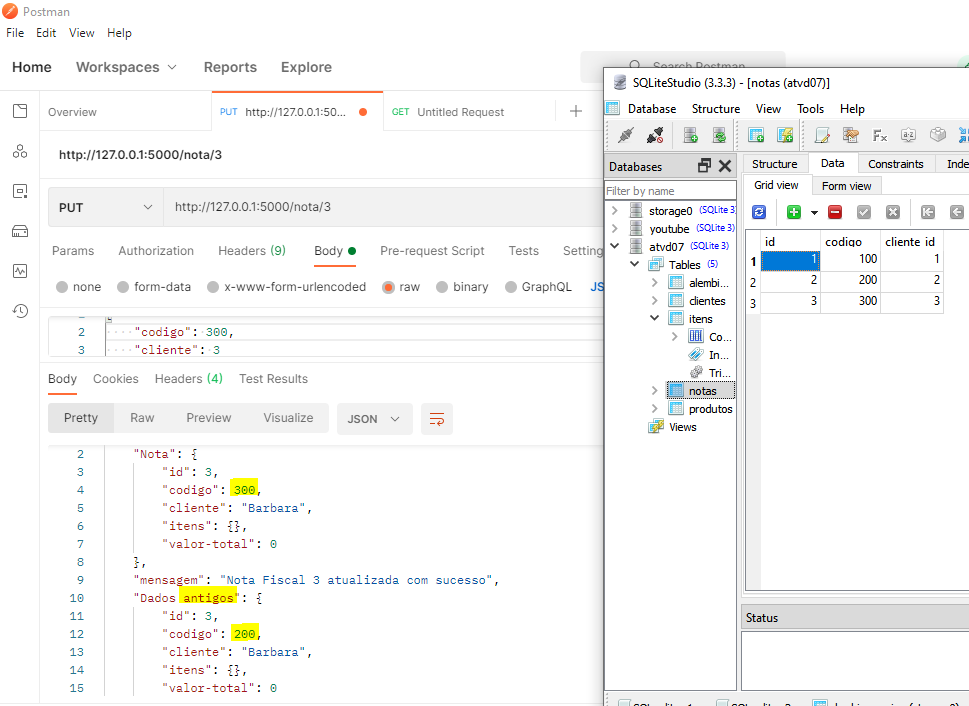 Postman
File Edit View Help
Home Workspaces Reports Explore
Search Postman
Overview
PUT http://127.0.0.1:50...
GET Untitled Request
http://127.0.0.1:5000/nota/3
PUT
http://127.0.0.1:5000/nota/3
Params Authorization Headers (9) Body Pre-request Script Tests Setting
none form-data x-www-form-urlencoded raw binary GraphQL JS
2 "codigo": 300,
3 "cliente": 3
Body Cookies Headers (4) Test Results
Pretty Raw Preview Visualize JSON
2 "Nota": {
3 "id": 3,
4 "codigo": 300,
5 "cliente": "Barbara",
6 "itens": {},
7 "valor-total": 0
8 },
9 "mensagem": "Nota Fiscal 3 atualizada com sucesso",
10 "Dados antigos": {
11 "id": 3,
12 "codigo": 200,
13 "cliente": "Barbara",
14 "itens": {},
15 "valor-total": 0
SQLiteStudio (3.3.3) - [notas (atvd07)]
Database Structure View Tools Help
Databases
Filter by name
storage0 (SQLite 3)
youtube (SQLite 3)
atvd07 (SQLite 3)
Tables (5)
alembi...
clientes
itens
Co...
In...
Tri...
notas
produtos
Views
Structure Data Constraints Inde
Grid view Form view
id codigo cliente_id
1 1 100 1
2 2 200 2
3 3 300 3
Status